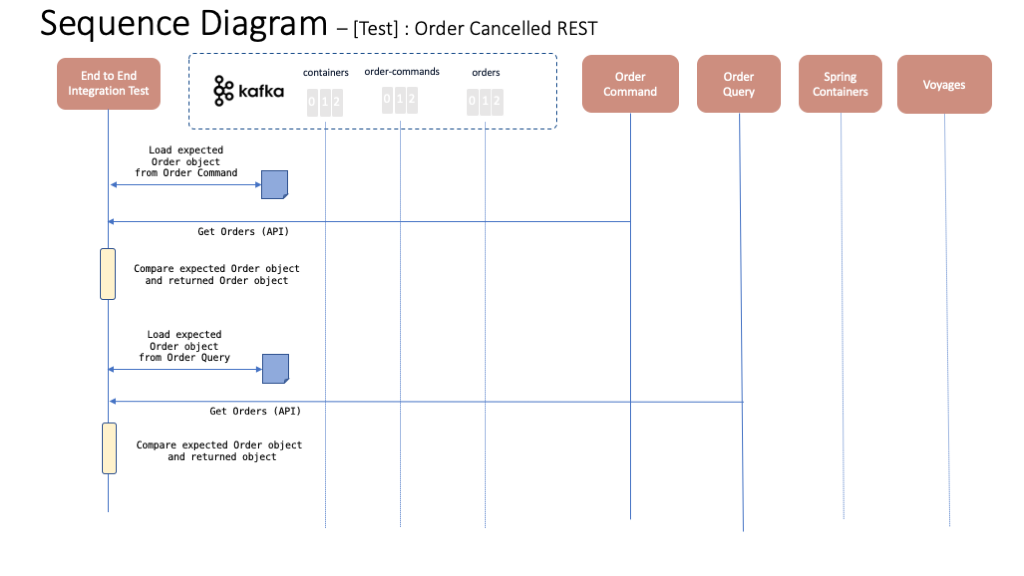 Sequence Diagram – [Test] : Order Cancelled REST
End to End
Integration Test
kafka
containers
order-commands
orders
0 1 2
0 1 2
0 1 2
Order
Command
Order
Query
Spring
Containers
Voyages
Load expected
Order object
from Order Command
Get Orders (API)
Compare expected Order object
and returned Order object
Load expected
Order object
from Order Query
Get Orders (API)
Compare expected Order object
and returned object